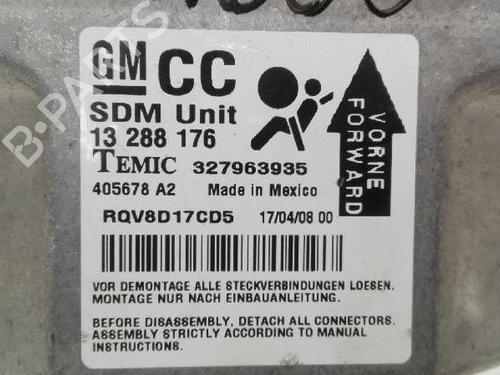 GM CC
SDM Unit
13 288 176
TEMIC 327963935
405678 A2 Made in Mexico
RQV8D17CD5 17/04/08 00
VORNE
FORWARD
VOR DEMONTAGE ALLE STECKVERBINDUNGEN LOESEN.
MONTAGE NUR NACH EINBAUANLEITUNG.
BEFORE DISASSEMBLY, DETACH ALL CONNECTORS.
ASSEMBLY STRICTLY ACCORDING TO MANUAL
INSTRUCTIONS.
B-PARTS